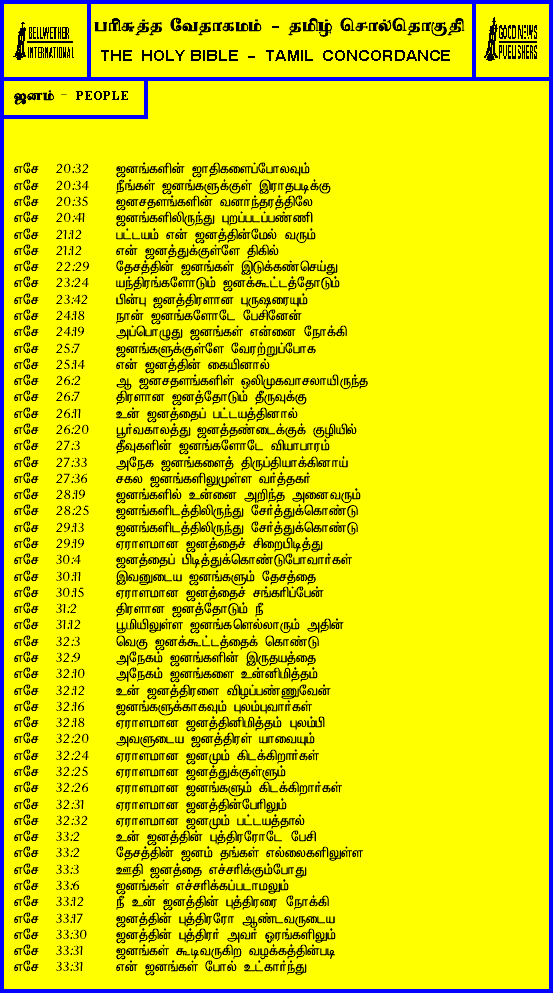 BELLWETHER INTERNATIONAL
பரிசுத்த வேதாகமம் - தமிழ் சொல்தொகுதி
THE HOLY BIBLE - TAMIL CONCORDANCE
GOOD NEWS PUBLISHERS
ஜனம் - PEOPLE
எசே 20:32 ஜனங்களின் ஜாதிகளைப்போலவும்
எசே 20:34 நீங்கள் ஜனங்களுக்குள் இராதபடிக்கு
எசே 20:35 ஜனசதளங்களின் வனாந்தரத்திலே
எசே 20:41 ஜனங்களிலிருந்து புறப்படப்பண்ணி
எசே 21:12 பட்டயம் என் ஜனத்தின்மேல் வரும்
எசே 21:12 என் ஜனத்துக்குள்ளே திகில்
எசே 22:29 தேசத்தின் ஜனங்கள் இடுக்கண்செய்து
எசே 23:24 யந்திரங்களோடும் ஜனக்கூட்டத்தோடும்
எசே 23:42 பின்பு ஜனத்திரளான புருஷரையும்
எசே 24:18 நான் ஜனங்களோடே பேசினேன்
எசே 24:19 அப்பொழுது ஜனங்கள் என்னை நோக்கி
எசே 25:7 ஜனங்களுக்குள்ளே வேரற்றுப்போக
எசே 25:14 என் ஜனத்தின் கையினால்
எசே 26:2 ஆ ஜனசதளங்களிள் ஒலிமுகவாசலாயிருந்த
எசே 26:7 திரளான ஜனத்தோடும் தீருவுக்கு
எசே 26:11 உன் ஜனத்தைப் பட்டயத்தினால்
எசே 26:20 பூர்வகாலத்து ஜனத்தண்டைக்குக் குழியில்
எசே 27:3 தீவுகளின் ஜனங்களோடே வியாபாரம்
எசே 27:33 அநேக ஜனங்களைத் திருப்தியாக்கினாய்
எசே 27:36 சகல ஜனங்களிலுமுள்ள வர்த்தகர்
எசே 28:19 ஜனங்களில் உன்னை அறிந்த அனைவரும்
எசே 28:25 ஜனங்களிடத்திலிருந்து சேர்த்துக்கொண்டு
எசே 29:13 ஜனங்களிடத்திலிருந்து சேர்த்துக்கொண்டு
எசே 29:19 ஏராளமான ஜனத்தைச் சிறைபிடித்து
எசே 30:4 ஜனத்தைப் பிடித்துக்கொண்டுபோவார்கள்
எசே 30:11 இவனுடைய ஜனங்களும் தேசத்தை
எசே 30:15 ஏராளமான ஜனத்தைச் சங்கரிப்பேன்
எசே 31:2 திரளான ஜனத்தோடும் நீ
எசே 31:12 பூமியிலுள்ள ஜனங்களெல்லாரும் அதின்
எசே 32:3 வெகு ஜனக்கூட்டத்தைக் கொண்டு
எசே 32:9 அநேகம் ஜனங்களின் இருதயத்தை
எசே 32:10 அநேகம் ஜனங்களை உன்னிமித்தம்
எசே 32:12 உன் ஜனத்திரளை விழப்பண்ணுவேன்
எசே 32:16 ஜனங்களுக்காகவும் புலம்புவார்கள்
எசே 32:18 ஏராளமான ஜனத்தினிமித்தம் புலம்பி
எசே 32:20 அவளுடைய ஜனத்திரள் யாவையும்
எசே 32:24 ஏராளமான ஜனமும் கிடக்கிறார்கள்
எசே 32:25 ஏராளமான ஜனத்துக்குள்ளும்
எசே 32:26 ஏராளமான ஜனங்களும் கிடக்கிறார்கள்
எசே 32:31 ஏராளமான ஜனத்தின்பேரிலும்
எசே 32:32 ஏராளமான ஜனமும் பட்டயத்தால்
எசே 33:2 உன் ஜனத்தின் புத்திரரோடே பேசி
எசே 33:2 தேசத்தின் ஜனம் தங்கள் எல்லைகளிலுள்ள
எசே 33:3 ஊதி ஜனத்தை எச்சரிக்கும்போது
எசே 33:6 ஜனங்கள் எச்சரிக்கப்படாமலும்
எசே 33:12 நீ உன் ஜனத்தின் புத்திரரை நோக்கி
எசே 33:17 ஜனத்தின் புத்திரரோ ஆண்டவருடைய
எசே 33:30 ஜனத்தின் புத்திரர் அவர் ஓரங்களிலும்
எசே 33:31 ஜனங்கள் கூடிவருகிற வழக்கத்தின்படி
எசே 33:31 என் ஜனங்கள் போல் உட்கார்ந்து